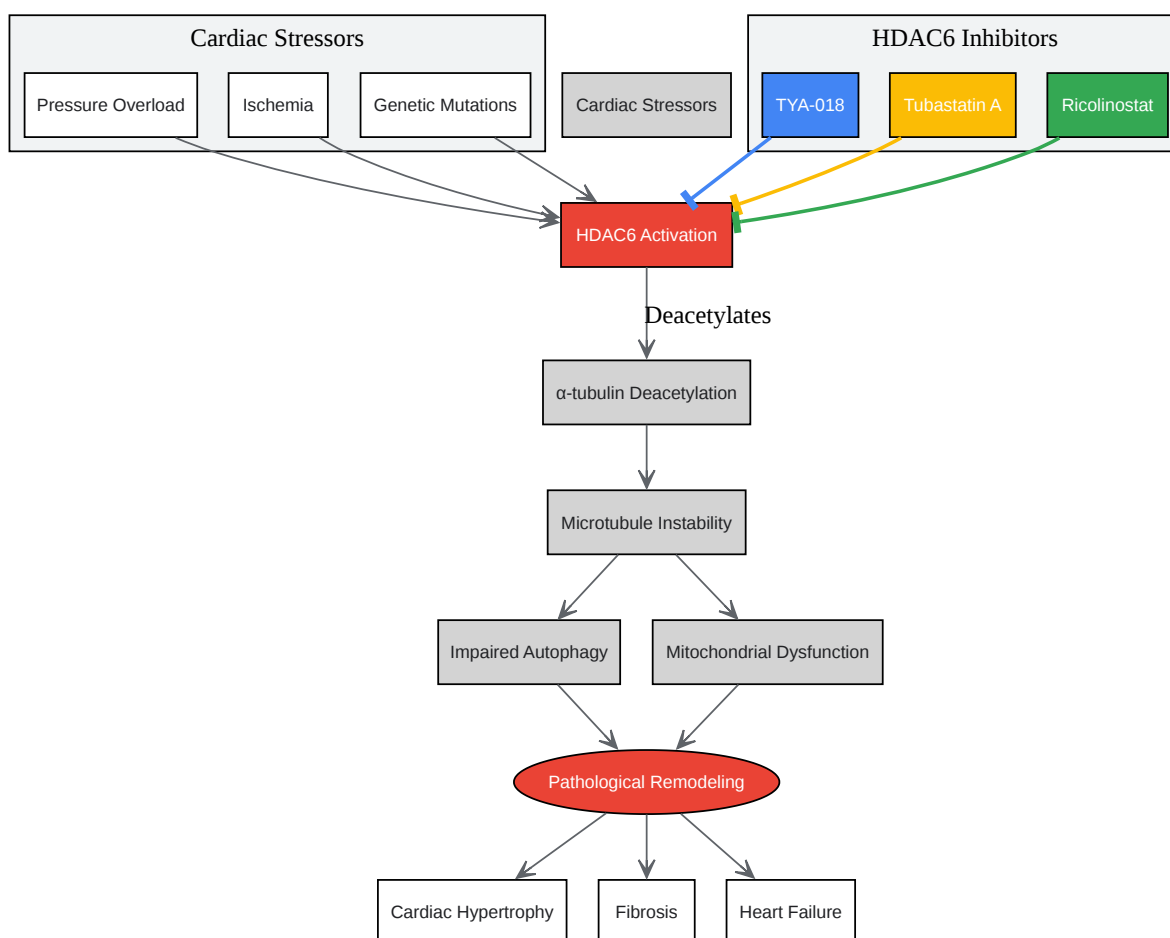 Cardiac Stressors
HDAC6 Inhibitors
Pressure Overload
Ischemia
Genetic Mutations
Cardiac Stressors
TYA-018
Tubastatin A
Ricolinostat
HDAC6 Activation
Deacetylates
α-tubulin Deacetylation
Microtubule Instability
Impaired Autophagy
Mitochondrial Dysfunction
Pathological Remodeling
Cardiac Hypertrophy
Fibrosis
Heart Failure